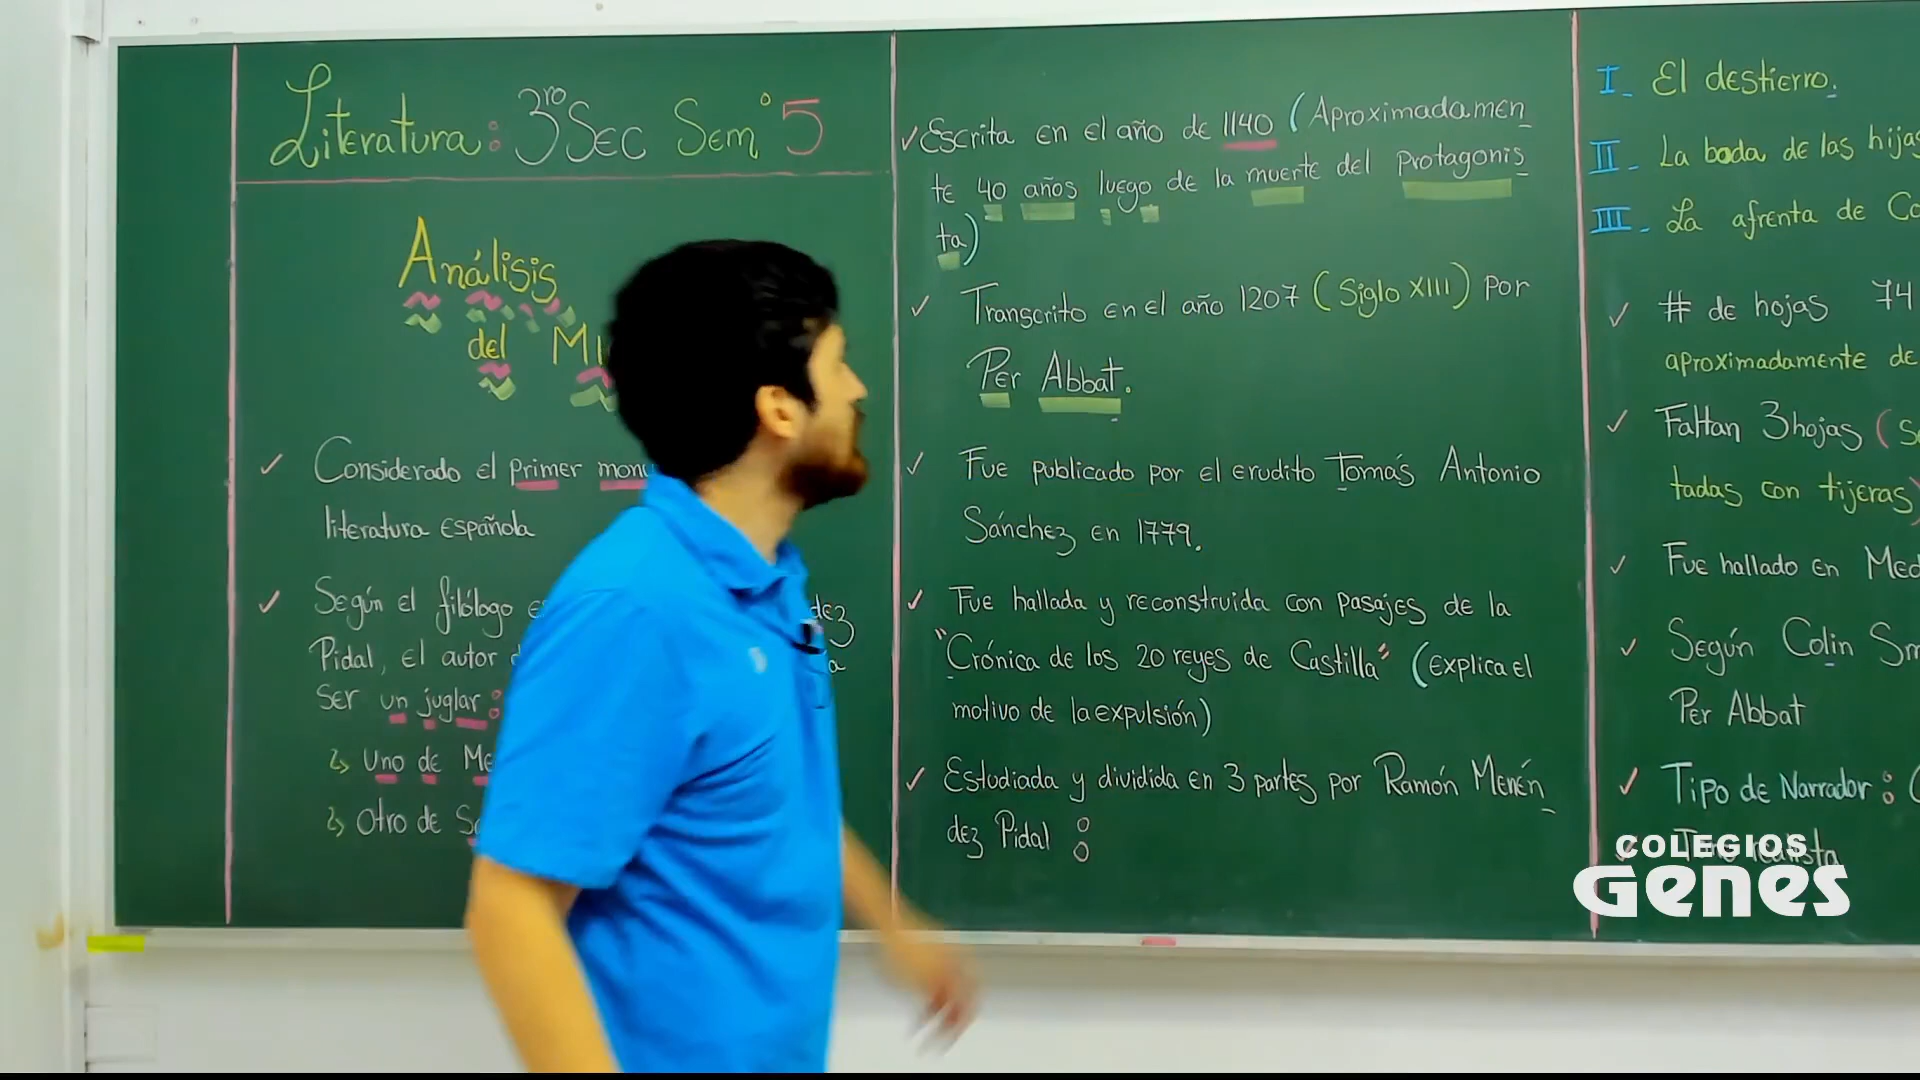 Literatura: 3ro Sec Sem° 5
Análisis
del
Considerado el primer
literatura española
Según el filólogo
dez
Pidal, el autor
a
ser un juglar:
Uno de
Otro de
Escrita en el año de 1140 (Aproximadamen
te 40 años luego de la muerte del protagonis
ta)
Transcrito en el año 1207 (Siglo XIII) por
Per Abbat.
Fue publicado por el erudito Tomás Antonio
Sánchez en 1779.
Fue hallada y reconstruida con pasajes de la
"Crónica de los 20 reyes de Castilla" (explica el
motivo de la expulsión)
Estudiada y dividida en 3 partes por Ramón Menén
dez Pidal :
I. El destierro.
II. La boda de las hijas
III. La afrenta de
# de hojas 74
aproximadamente de
Faltan 3 hojas
tadas con tijeras)
Fue hallado en
Según Colin
Per Abbat
Tipo de Narrador:
realista
COLEGIOS
Genes